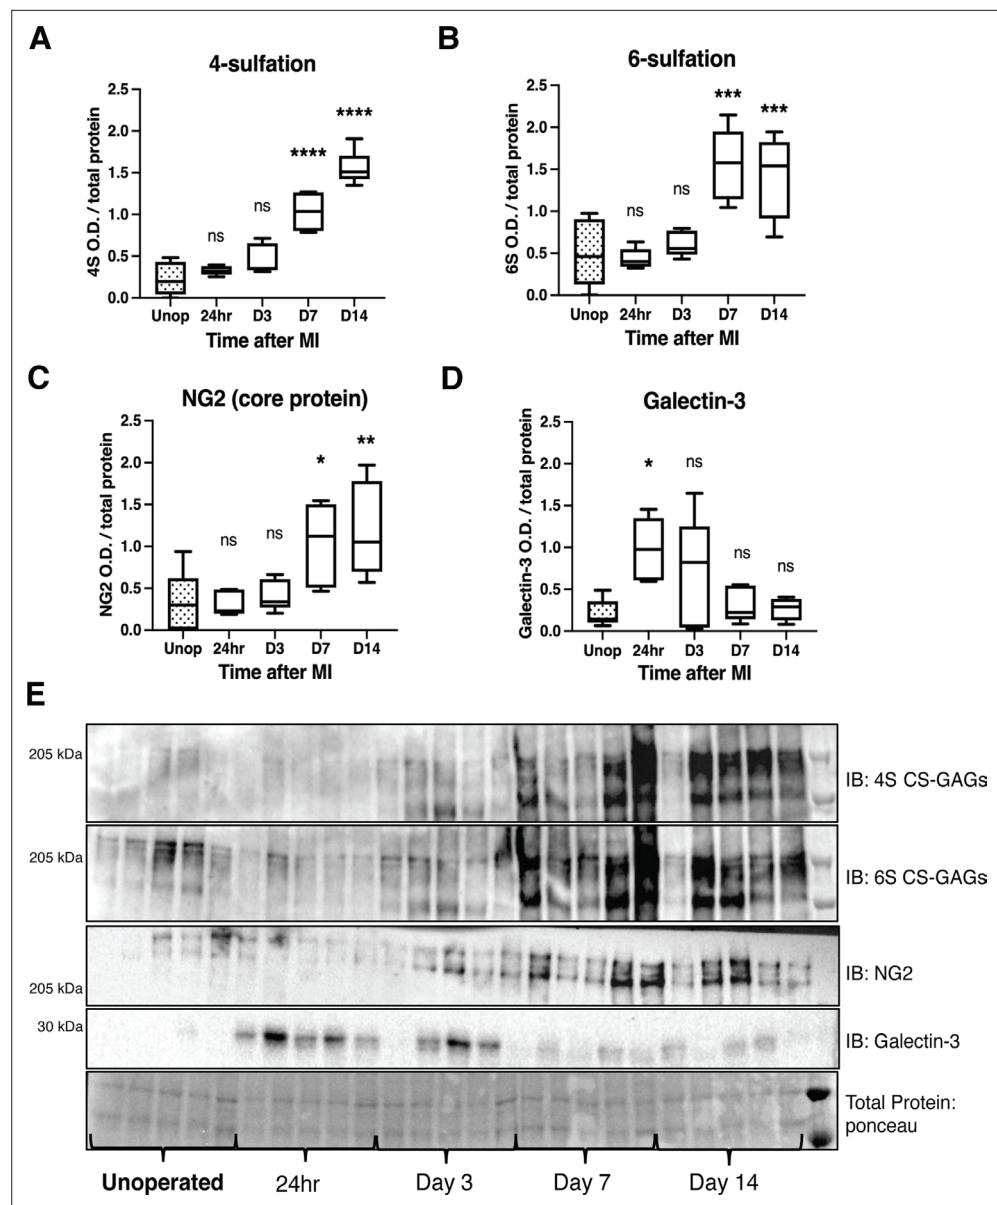 A
4-sulfation
4S O.D. / total protein
2.5
2.0
1.5
1.0
0.5
0.0
ns
ns
****
****
Unop 24hr D3 D7 D14
Time after MI
B
6-sulfation
6S O.D. / total protein
2.5
2.0
1.5
1.0
0.5
0.0
ns
ns
***
***
Unop 24hr D3 D7 D14
Time after MI
C
NG2 (core protein)
NG2 O.D. / total protein
2.5
2.0
1.5
1.0
0.5
0.0
ns
ns
*
**
Unop 24hr D3 D7 D14
Time after MI
D
Galectin-3
Galectin-3 O.D. / total protein
2.5
2.0
1.5
1.0
0.5
0.0
*
ns
ns
ns
Unop 24hr D3 D7 D14
Time after MI
E
205 kDa
IB: 4S CS-GAGs
205 kDa
IB: 6S CS-GAGs
205 kDa
IB: NG2
30 kDa
IB: Galectin-3
Total Protein:
ponceau
Unoperated 24hr Day 3 Day 7 Day 14